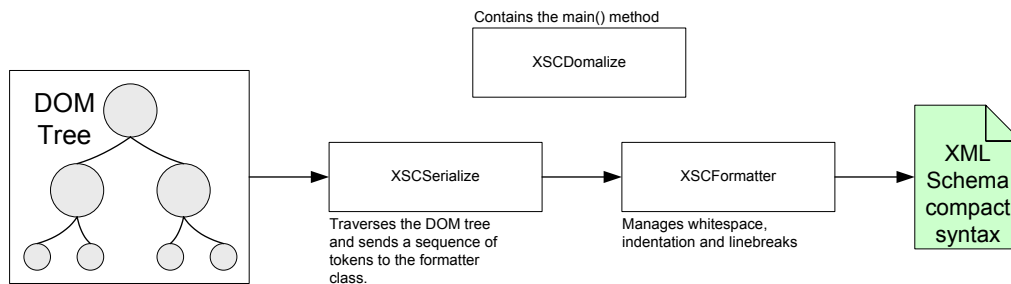 Contains the main() method
XSCDomalize
DOM
Tree
XSCSerialize
Traverses the DOM tree
and sends a sequence of
tokens to the formatter
class.
XSCFormatter
Manages whitespace,
indentation and linebreaks
XML
Schema
compact
syntax